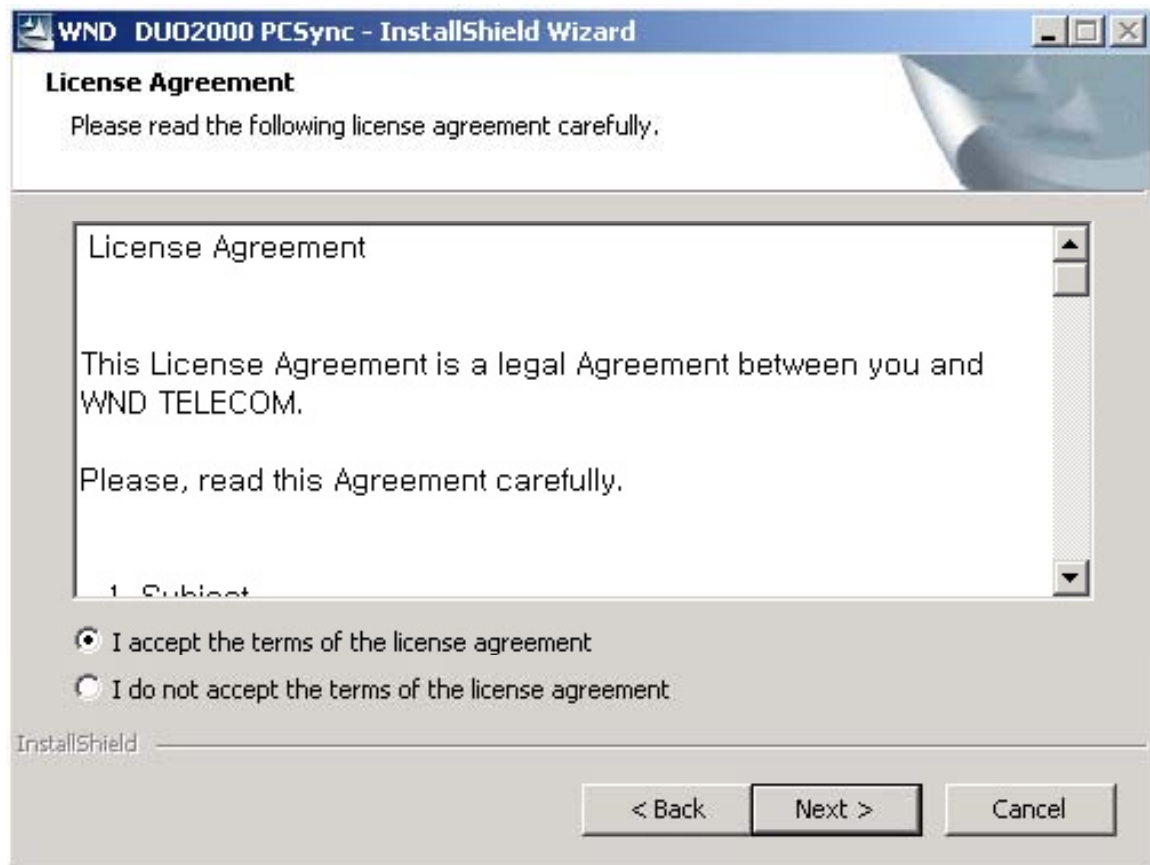 WND DUO2000 PCSync - InstallShield Wizard
License Agreement
Please read the following license agreement carefully.
License Agreement
This License Agreement is a legal Agreement between you and
WND TELECOM.
Please, read this Agreement carefully.
1. Subject
I accept the terms of the license agreement
I do not accept the terms of the license agreement
InstallShield
< Back Next > Cancel